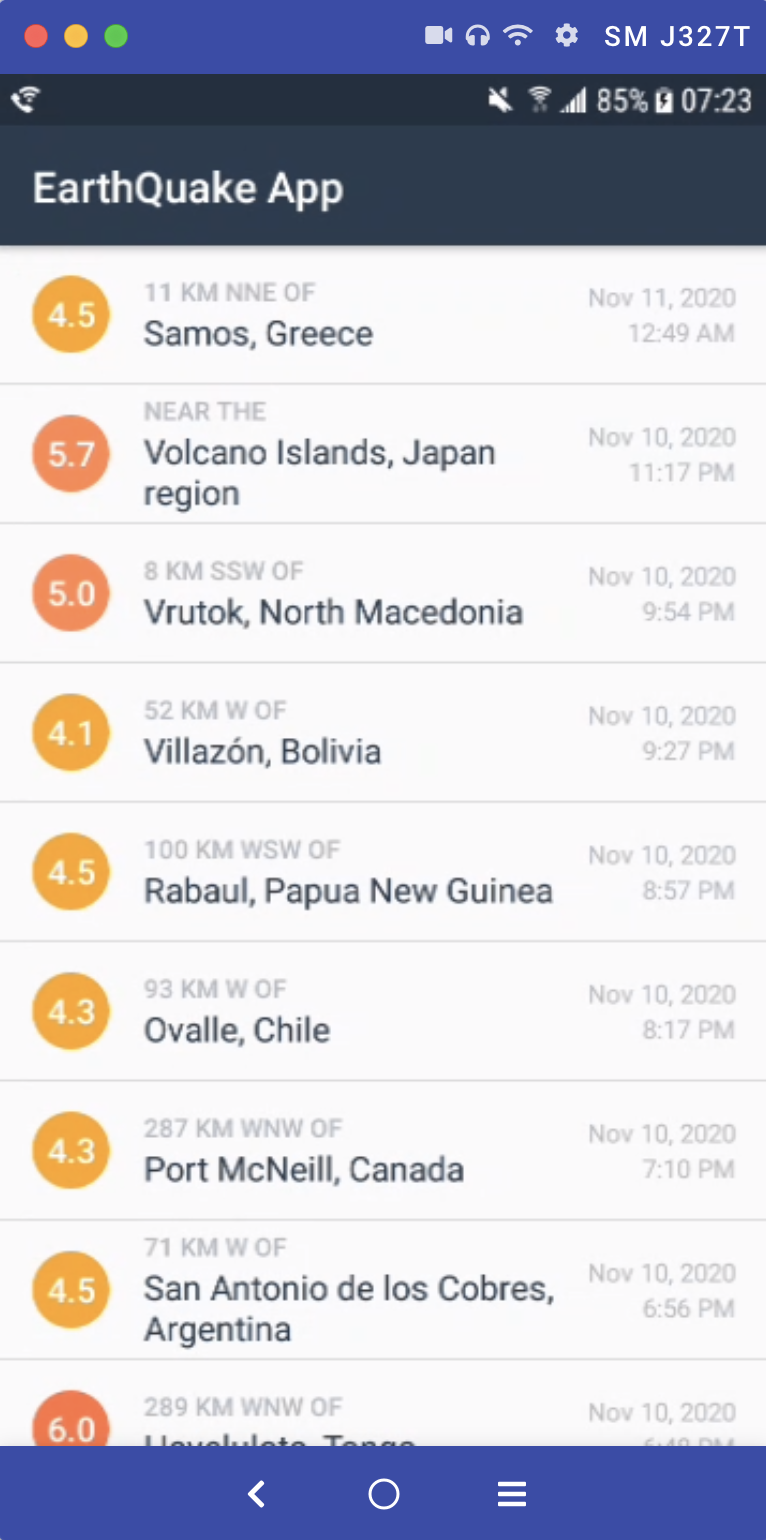 SM J327T
85% 07:23
EarthQuake App
4.5
11 KM NNE OF
Samos, Greece
Nov 11, 2020
12:49 AM
5.7
NEAR THE
Volcano Islands, Japan
region
Nov 10, 2020
11:17 PM
5.0
8 KM SSW OF
Vrutok, North Macedonia
Nov 10, 2020
9:54 PM
4.1
52 KM W OF
Villazón, Bolivia
Nov 10, 2020
9:27 PM
4.5
100 KM WSW OF
Rabaul, Papua New Guinea
Nov 10, 2020
8:57 PM
4.3
93 KM W OF
Ovalle, Chile
Nov 10, 2020
8:17 PM
4.3
287 KM WNW OF
Port McNeill, Canada
Nov 10, 2020
7:10 PM
4.5
71 KM W OF
San Antonio de los Cobres,
Argentina
Nov 10, 2020
6:56 PM
6.0
289 KM WNW OF
Tonga
Nov 10, 2020
PM